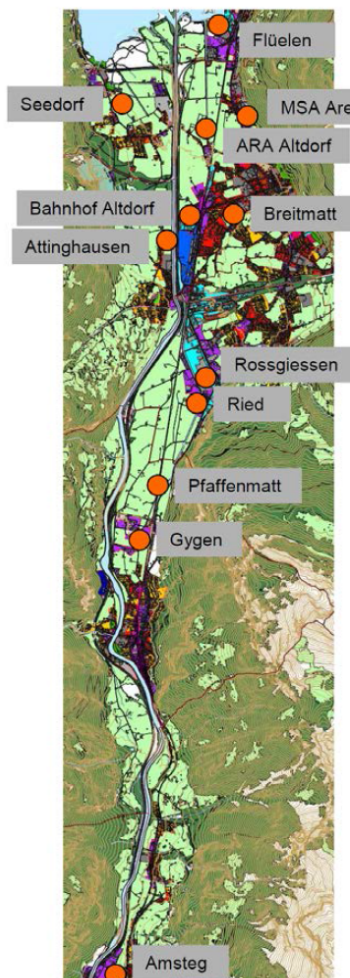 Flüelen
Seedorf
MSA Are
ARA Altdorf
Bahnhof Altdorf
Breitmatt
Attinghausen
Rossgiessen
Ried
Pfaffenmatt
Gygen
Amsteg